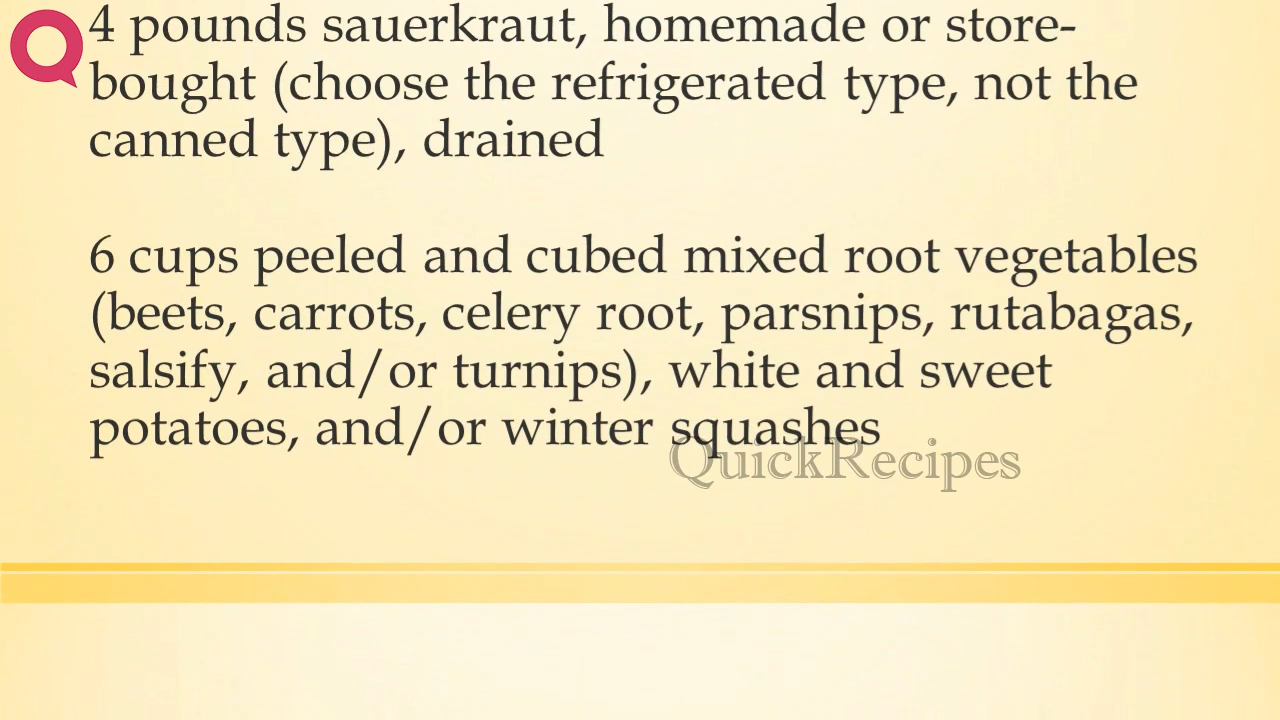 4 pounds sauerkraut, homemade or store-
bought (choose the refrigerated type, not the
canned type), drained
6 cups peeled and cubed mixed root vegetables
(beets, carrots, celery root, parsnips, rutabagas,
salsify, and/or turnips), white and sweet
potatoes, and/or winter squashes
QuickRecipes